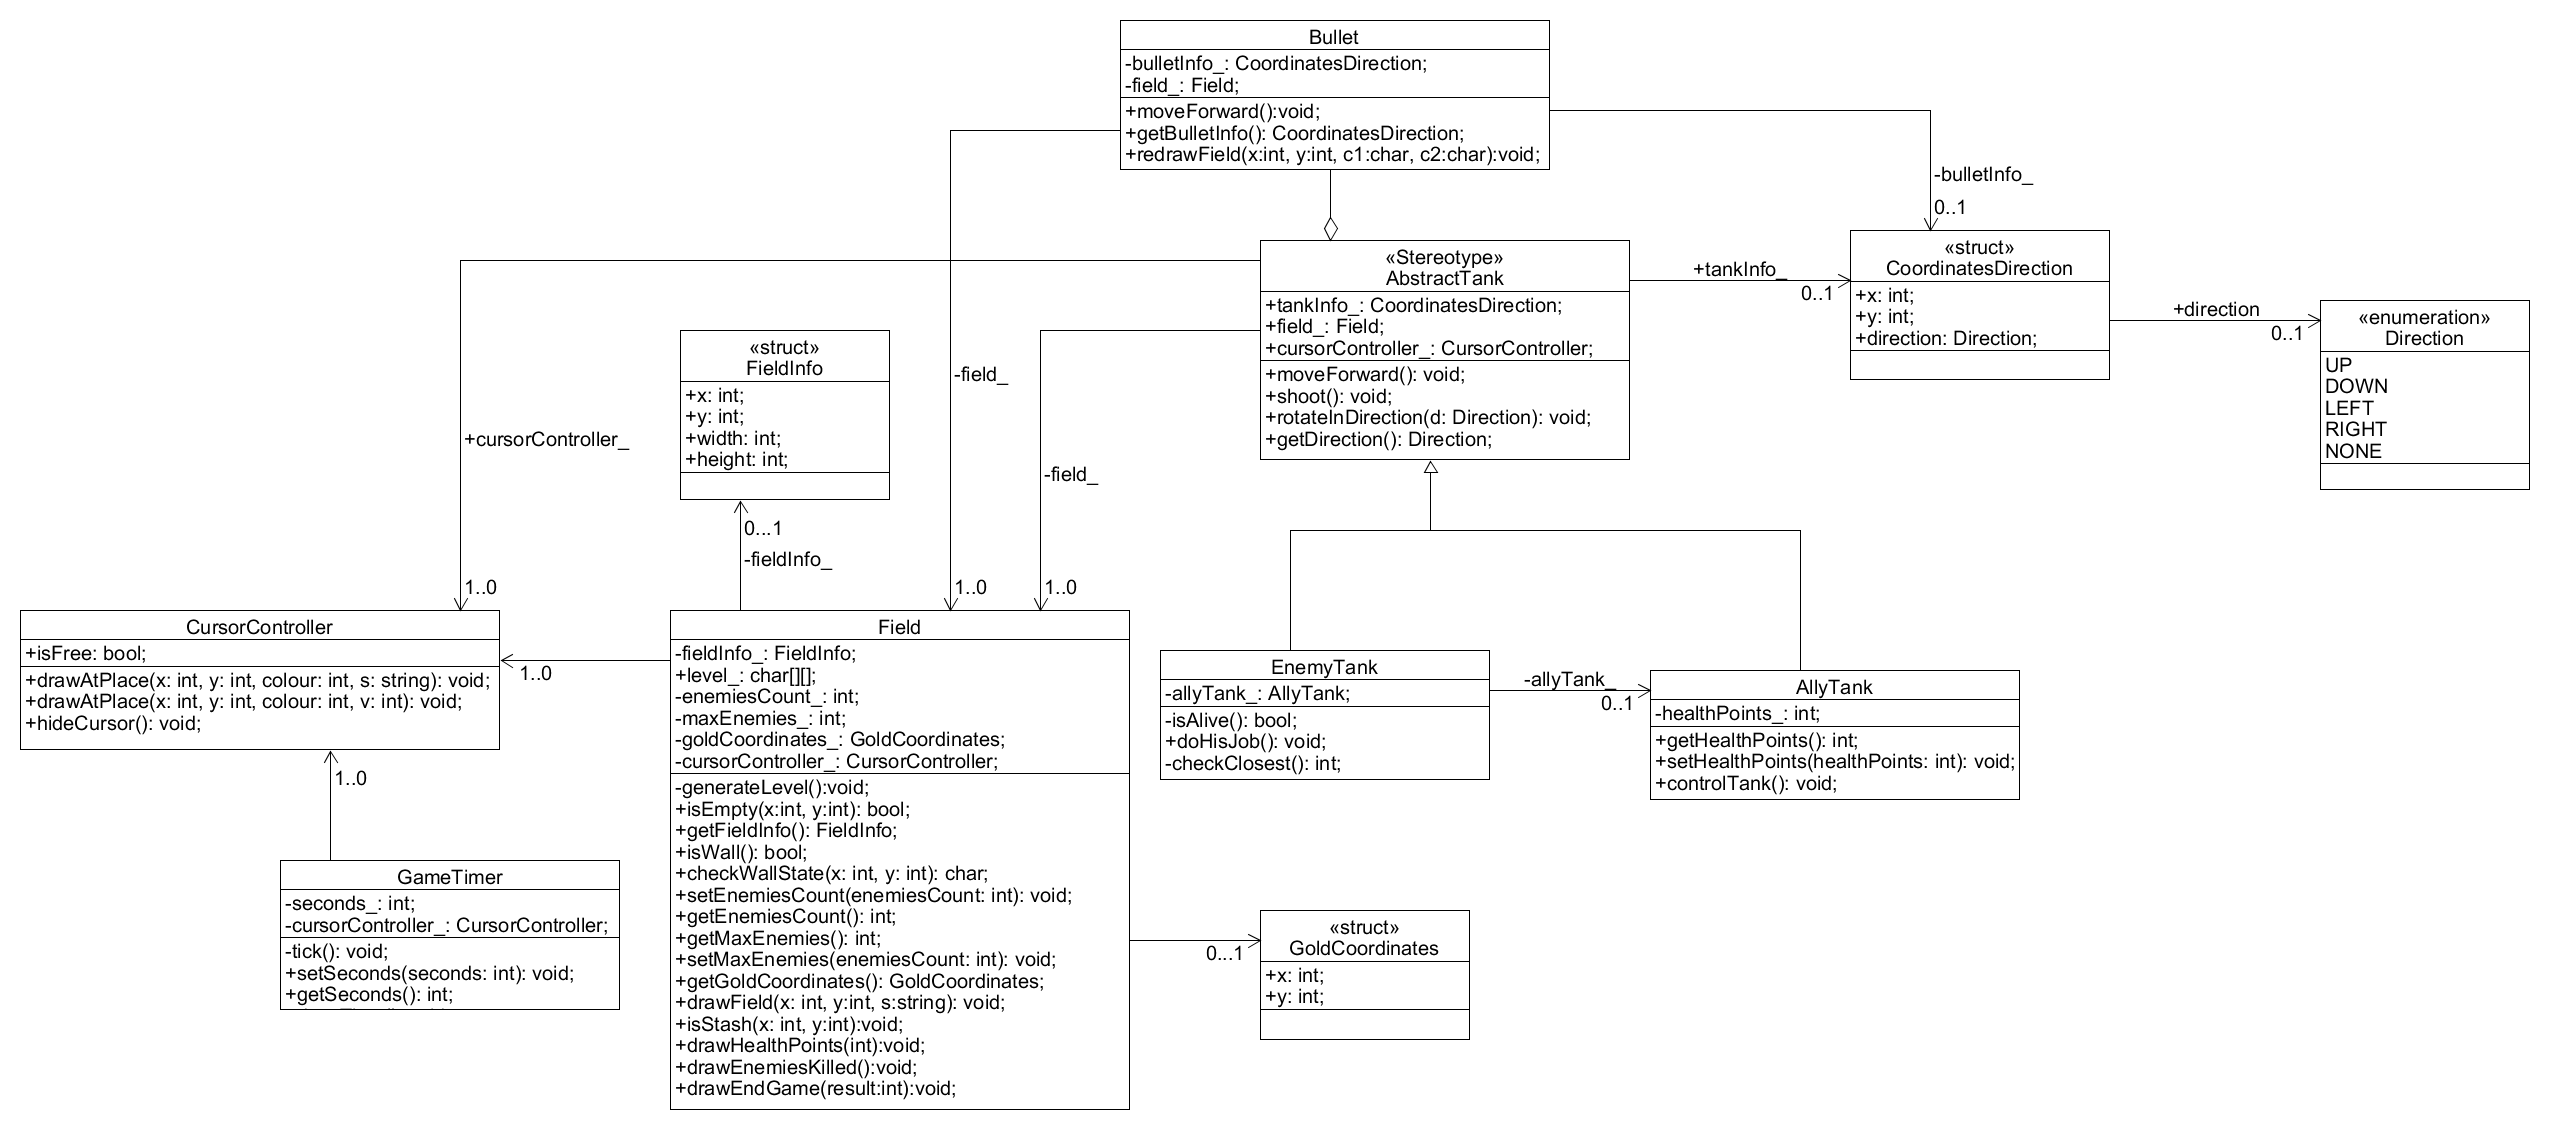 Bullet
-bulletInfo_: CoordinatesDirection;
-field_: Field;
+moveForward():void;
+getBulletInfo(): CoordinatesDirection;
+redrawField(x:int, y:int, c1:char, c2:char):void;
-bulletInfo_
0..1
«Stereotype»
AbstractTank
+tankInfo_: CoordinatesDirection;
+field_: Field;
+cursorController_: CursorController;
+moveForward(): void;
+shoot(): void;
+rotateInDirection(d: Direction): void;
+getDirection(): Direction;
+tankInfo_
0..1
«struct»
CoordinatesDirection
+x: int;
+y: int;
+direction: Direction;
+direction
0..1
«enumeration»
Direction
UP
DOWN
LEFT
RIGHT
NONE
«struct»
FieldInfo
+x: int;
+y: int;
+width: int;
+height: int;
0...1
-fieldInfo_
+cursorController_
1..0
-field_
1..0
-field_
1..0
CursorController
+isFree: bool;
+drawAtPlace(x: int, y: int, colour: int, s: string): void;
+drawAtPlace(x: int, y: int, colour: int, v: int): void;
+hideCursor(): void;
1..0
1..0
Field
-fieldInfo_: FieldInfo;
+level_: char[][];
-enemiesCount_: int;
-maxEnemies_: int;
-goldCoordinates_: GoldCoordinates;
-cursorController_: CursorController;
-generateLevel():void;
+isEmpty(x:int, y:int): bool;
+getFieldInfo(): FieldInfo;
+isWall(): bool;
+checkWallState(x: int, y: int): char;
+setEnemiesCount(enemiesCount: int): void;
+getEnemiesCount(): int;
+getMaxEnemies(): int;
+setMaxEnemies(enemiesCount: int): void;
+getGoldCoordinates(): GoldCoordinates;
+drawField(x: int, y:int, s:string): void;
+isStash(x: int, y:int):void;
+drawHealthPoints(int):void;
+drawEnemiesKilled():void;
+drawEndGame(result:int):void;
EnemyTank
-allyTank_: AllyTank;
-isAlive(): bool;
+doHisJob(): void;
-checkClosest(): int;
-allyTank_
0..1
AllyTank
-healthPoints_: int;
+getHealthPoints(): int;
+setHealthPoints(healthPoints: int): void;
+controlTank(): void;
GameTimer
-seconds_: int;
-cursorController_: CursorController;
-tick(): void;
+setSeconds(seconds: int): void;
+getSeconds(): int;
0...1
«struct»
GoldCoordinates
+x: int;
+y: int;